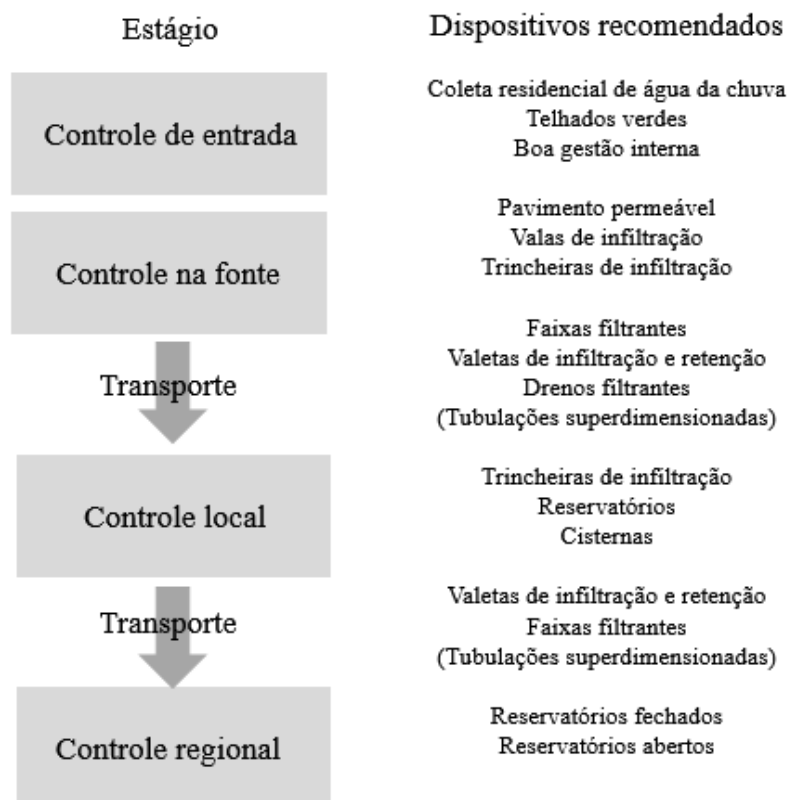 Estágio
Dispositivos recomendados
Controle de entrada
Coleta residencial de água da chuva
Telhados verdes
Boa gestão interna
Controle na fonte
Pavimento permeável
Valas de infiltração
Trincheiras de infiltração
Transporte
Faixas filtrantes
Valetas de infiltração e retenção
Drenos filtrantes
(Tubulações superdimensionadas)
Controle local
Trincheiras de infiltração
Reservatórios
Cisternas
Transporte
Valetas de infiltração e retenção
Faixas filtrantes
(Tubulações superdimensionadas)
Controle regional
Reservatórios fechados
Reservatórios abertos